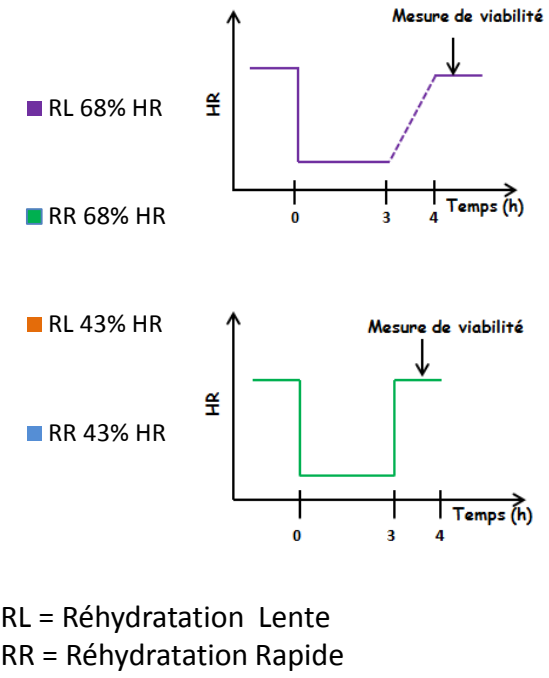 Mesure de viabilité
HR
RL 68% HR
Temps (h)
0 3 4
RR 68% HR
RL 43% HR
Mesure de viabilité
HR
RR 43% HR
Temps (h)
0 3 4
RL = Réhydratation Lente
RR = Réhydratation Rapide